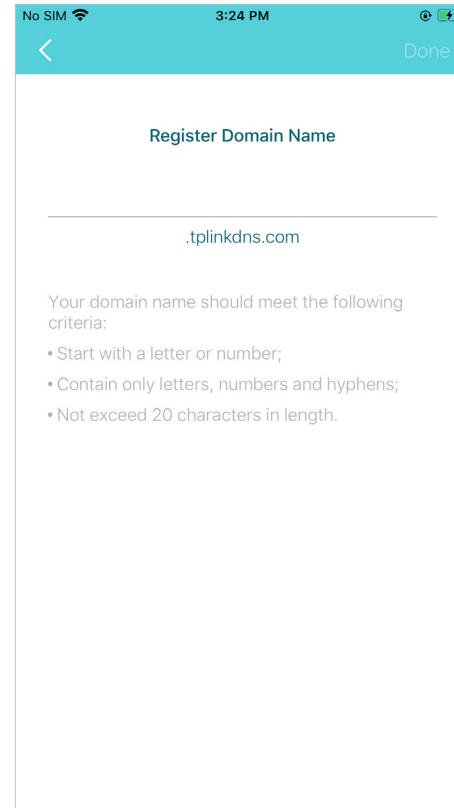 No SIM 3:24 PM
Done
Register Domain Name
.tplinkdns.com
Your domain name should meet the following
criteria:
• Start with a letter or number;
• Contain only letters, numbers and hyphens;
• Not exceed 20 characters in length.